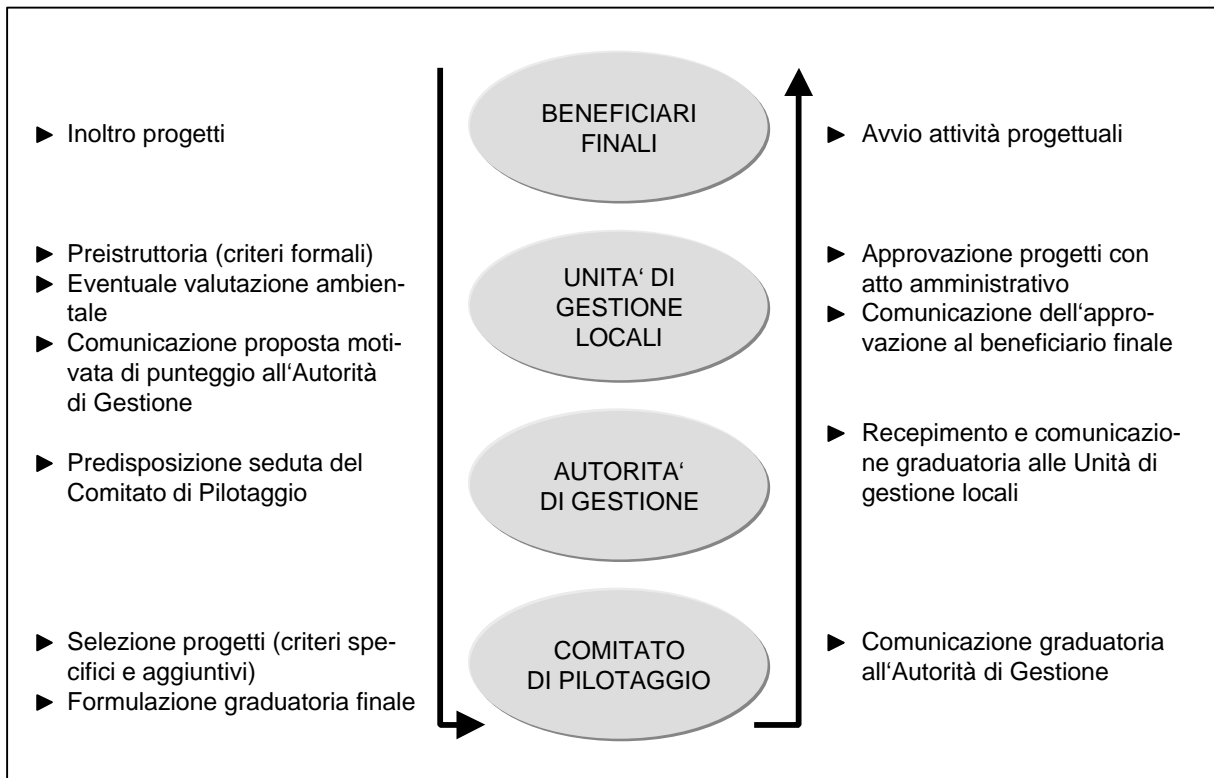 BENEFICIARI
FINALI
► Inoltro progetti
► Avvio attività progettuali
► Preistruttoria (criteri formali)
► Eventuale valutazione ambien-
tale
► Comunicazione proposta moti-
vata di punteggio all‘Autorità
di Gestione
UNITA‘ DI
GESTIONE
LOCALI
► Approvazione progetti con
atto amministrativo
► Comunicazione dell‘appro-
vazione al beneficiario finale
► Predisposizione seduta del
Comitato di Pilotaggio
AUTORITA‘
DI GESTIONE
► Recepimento e comunicazio-
ne graduatoria alle Unità di
gestione locali
► Selezione progetti (criteri spe-
cifici e aggiuntivi)
► Formulazione graduatoria finale
COMITATO
DI PILOTAGGIO
► Comunicazione graduatoria
all‘Autorità di Gestione